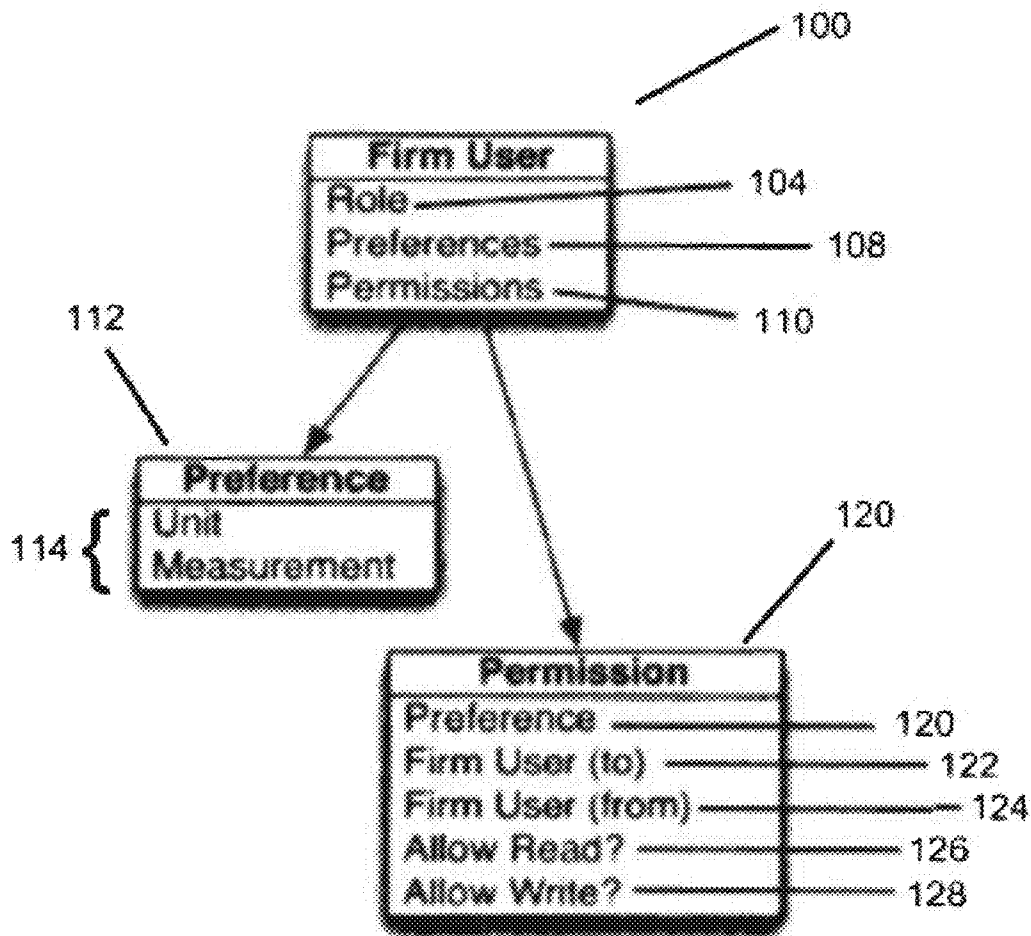 100
Firm User
Role 104
Preferences 108
Permissions 110
112
Preference
Unit
114 {
Measurement
120
Permission
Preference 120
Firm User (to) 122
Firm User (from) 124
Allow Read? 126
Allow Write? 128